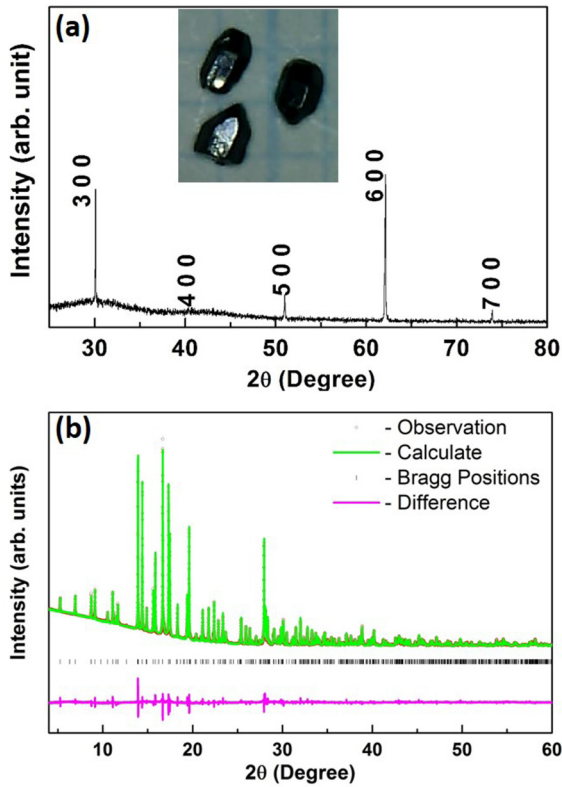 (a)
Intensity (arb. unit)
3 0 0
4 0 0
5 0 0
6 0 0
7 0 0
30 40 50 60 70 80
2θ (Degree)
(b)
- Observation
- Calculate
- Bragg Positions
- Difference
Intensity (arb. units)
10 20 30 40 50 60
2θ (Degree)